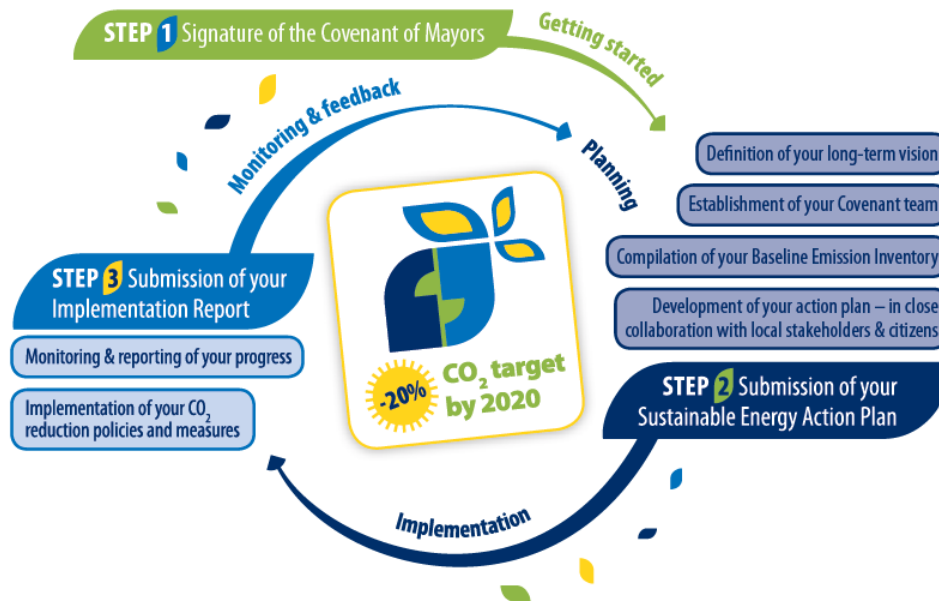 STEP 1 Signature of the Covenant of Mayors
Getting started
Monitoring & feedback
Planning
Definition of your long-term vision
Establishment of your Covenant team
Compilation of your Baseline Emission Inventory
Development of your action plan – in close
collaboration with local stakeholders & citizens
STEP 2 Submission of your
Sustainable Energy Action Plan
Implementation
STEP 3 Submission of your
Implementation Report
Monitoring & reporting of your progress
Implementation of your CO₂
reduction policies and measures
-20%
CO₂ target
by 2020